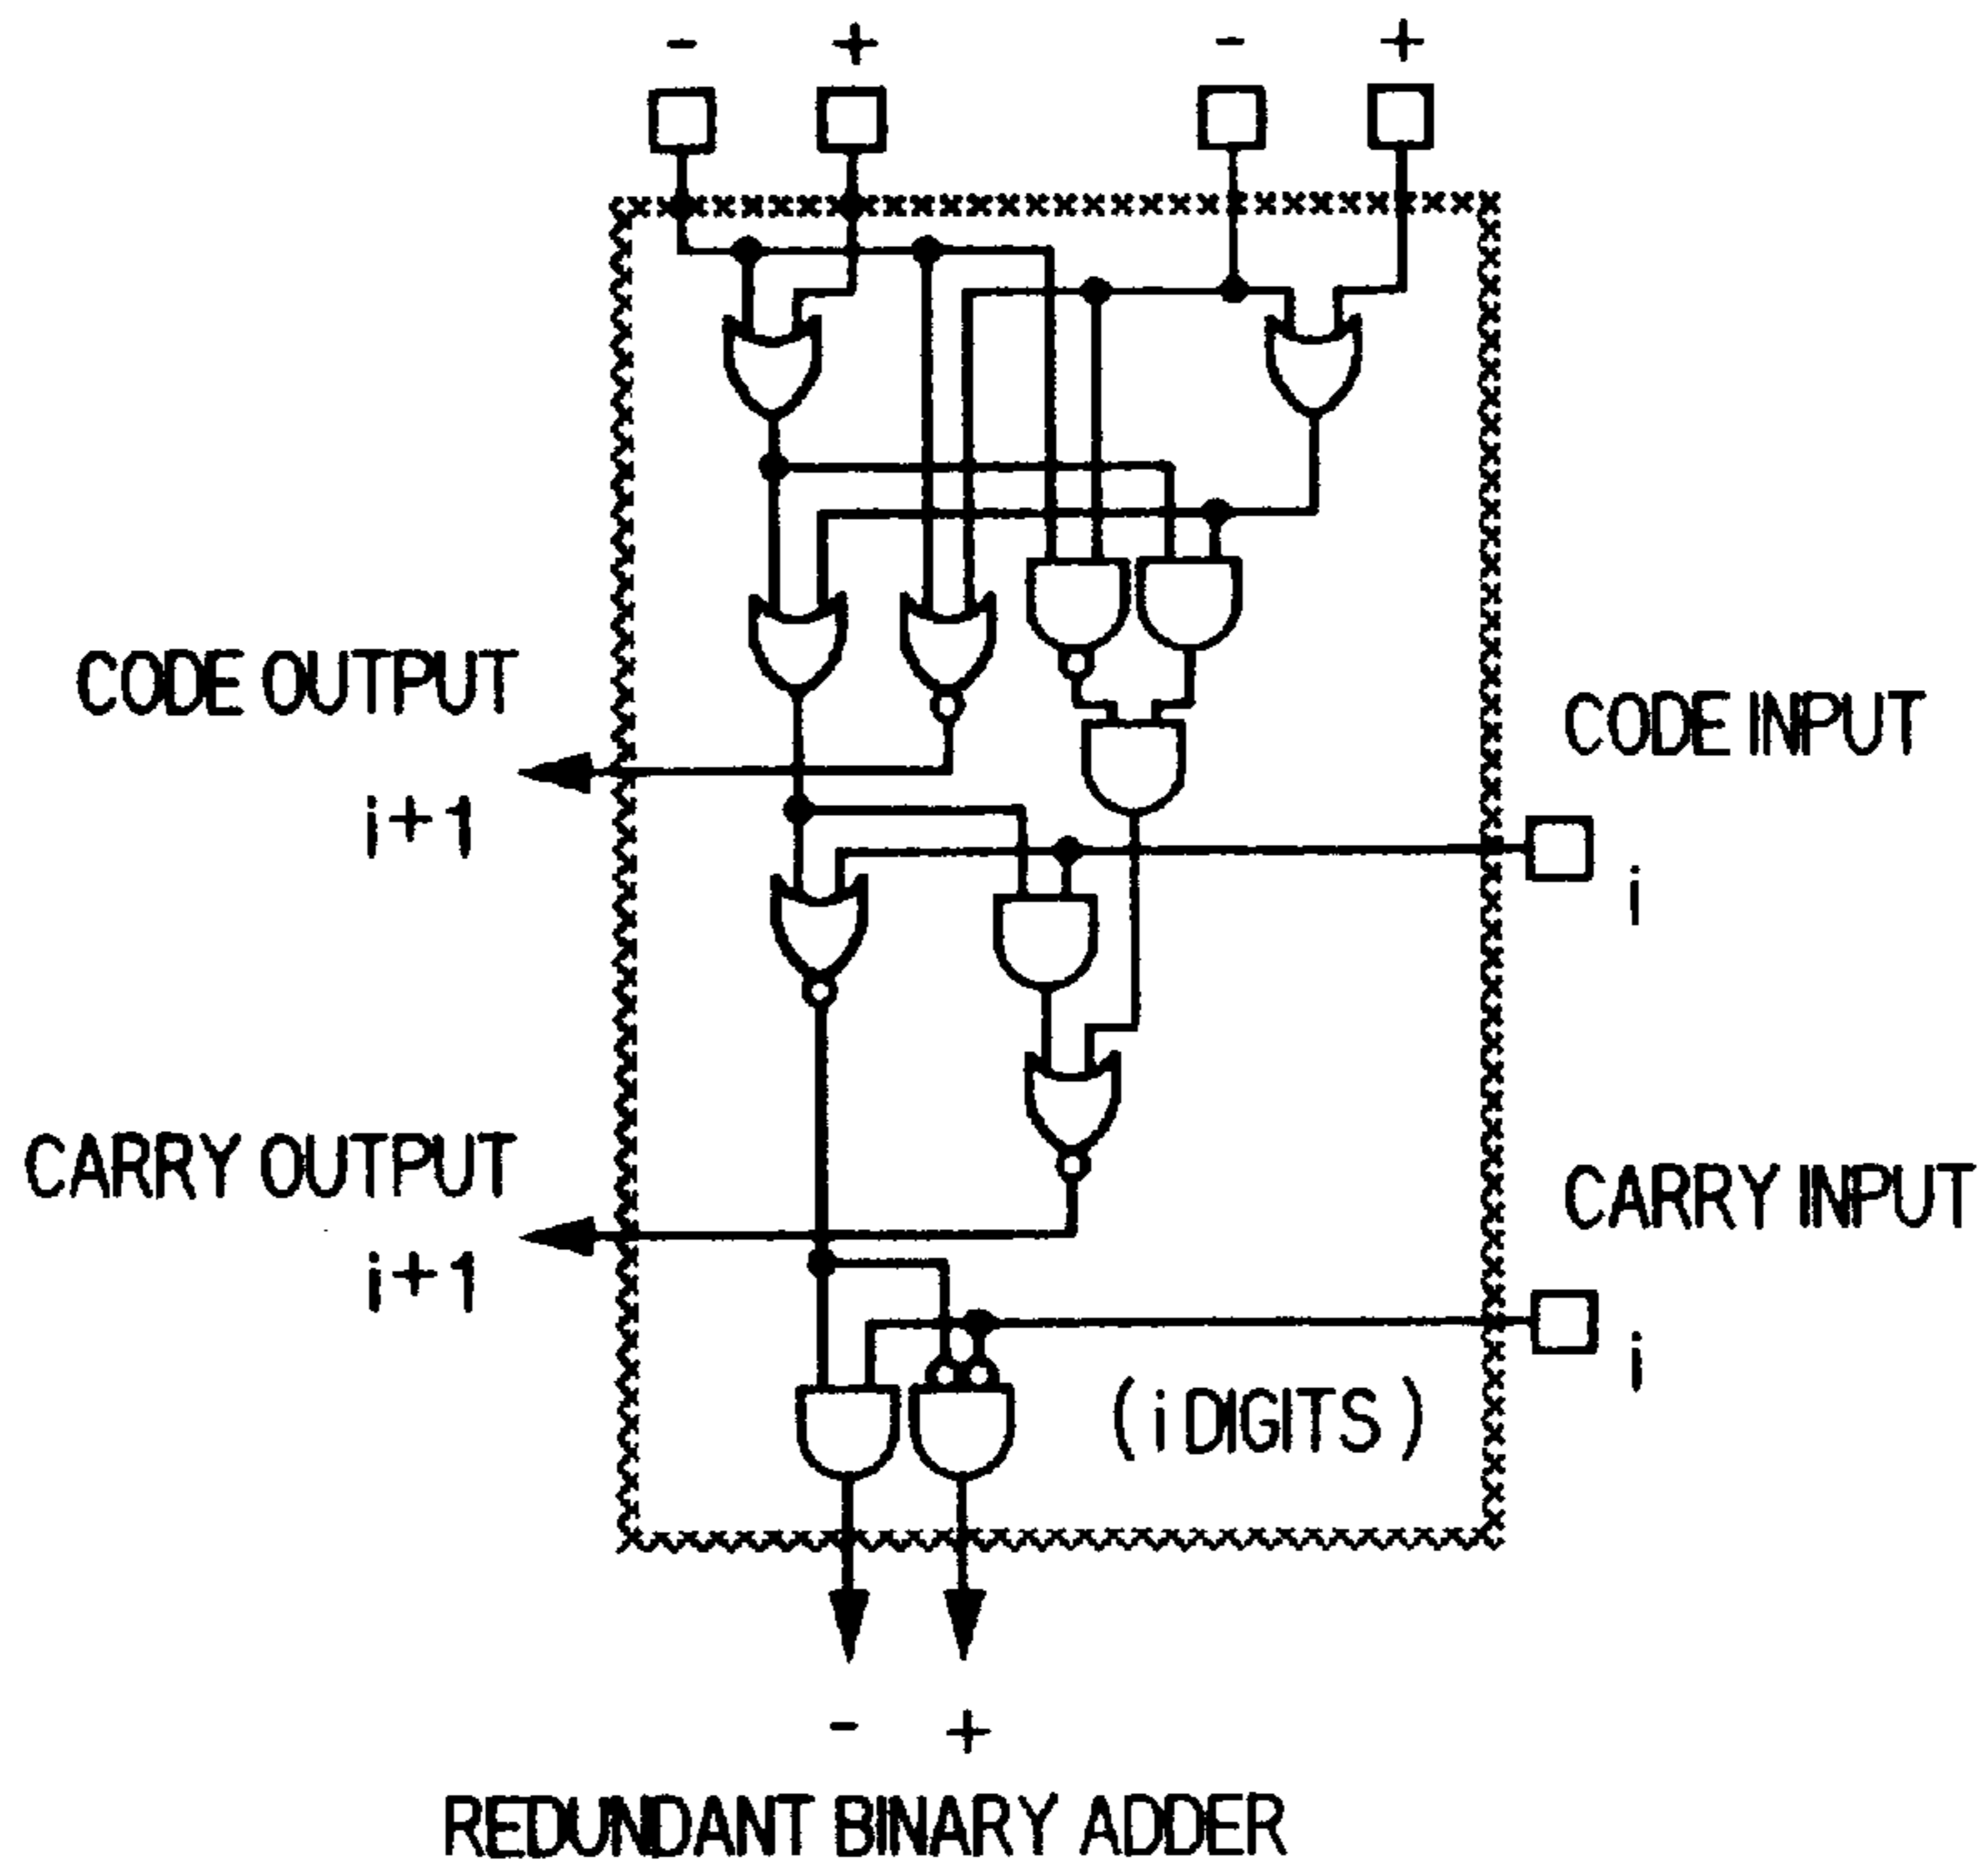 - + - +
CODE OUTPUT
i+1
CODE INPUT
i
CARRY OUTPUT
i+1
CARRY INPUT
i
(i DIGITS)
- +
REDUNDANT BINARY ADDER